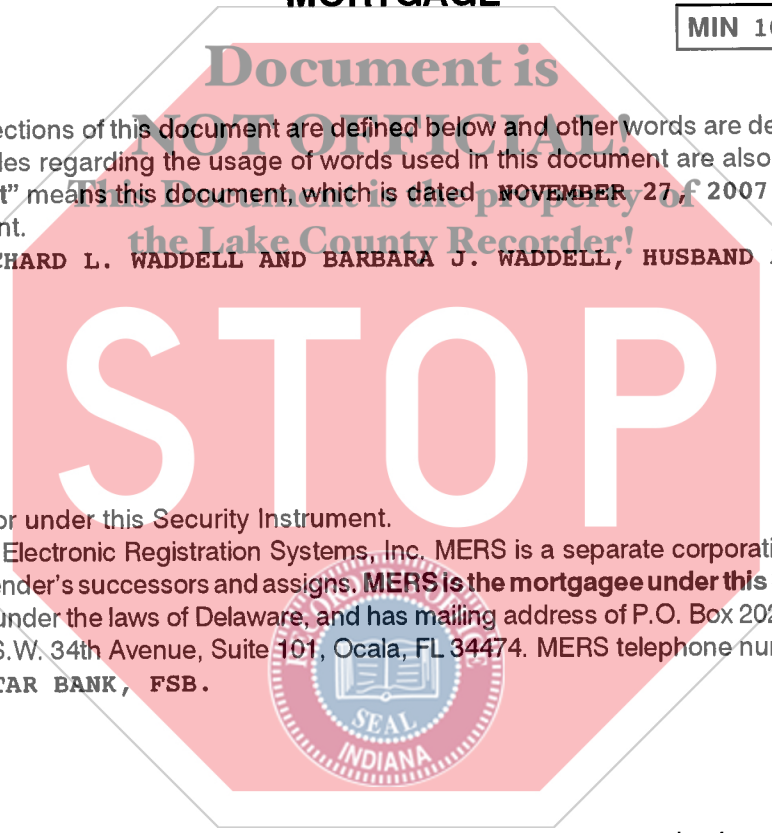 MORTGAGE
MIN 10
Document is
NOT OFFICIAL!
This Document is the property of
the Lake County Recorder!
ections of this document are defined below and other words are de
les regarding the usage of words used in this document are also
t” means this document, which is dated NOVEMBER 27, 2007
nt.
CHARD L. WADDELL AND BARBARA J. WADDELL, HUSBAND
STOP
or under this Security Instrument.
Electronic Registration Systems, Inc. MERS is a separate corporati
ender's successors and assigns. MERS is the mortgagee under this
under the laws of Delaware, and has mailing address of P.O. Box 202
S.W. 34th Avenue, Suite 101, Ocala, FL 34474. MERS telephone nu
TAR BANK, FSB.
SEAL
INDIANA